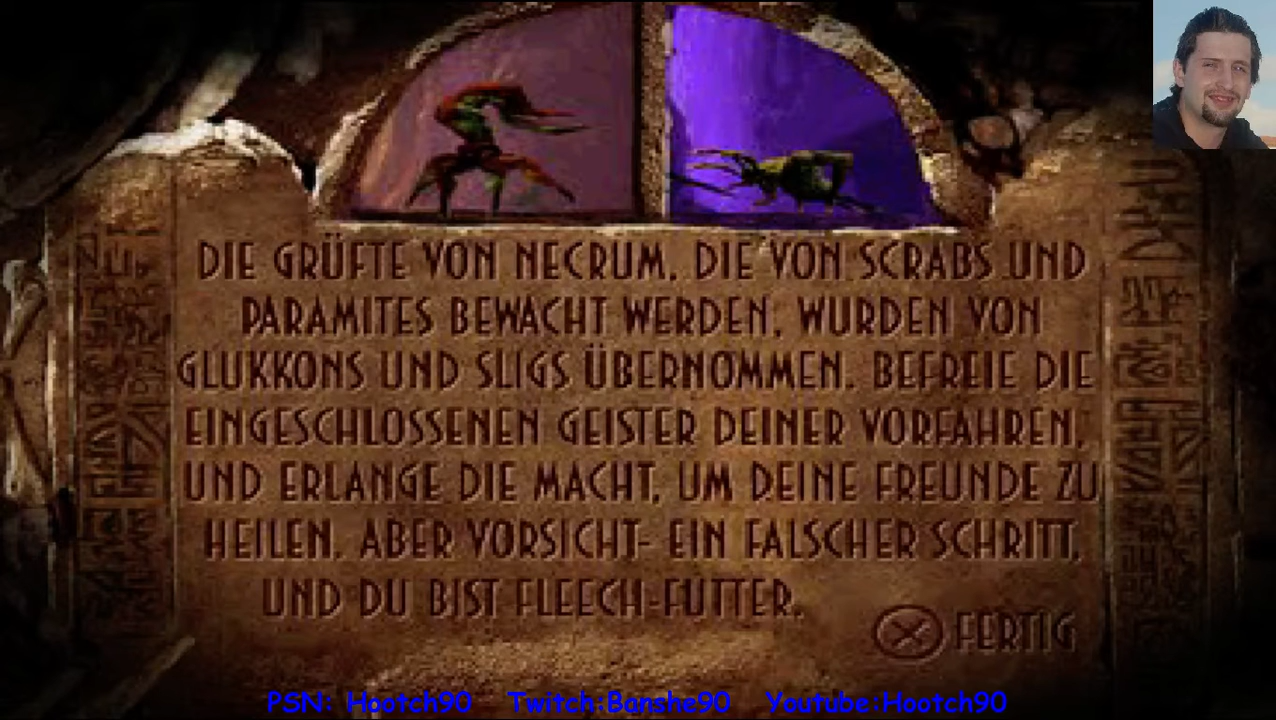 DIE GRÜFTE VON NECRUM, DIE VON SCRABS UND
PARAMITES BEWACHT WERDEN, WURDEN VON
GLUKKONS UND SLIGS ÜBERNOMMEN. BEFREIE DIE
EINGESCHLOSSENEN GEISTER DEINER VORFAHREN,
UND ERLANGE DIE MACHT, UM DEINE FREUNDE ZU
HEILEN. ABER VORSICHT- EIN FALSCHER SCHRITT,
UND DU BIST FLEECH-FUTTER.
FERTIG
PSN: Hootch90 Twitch:Banshe90 Youtube:Hootch90